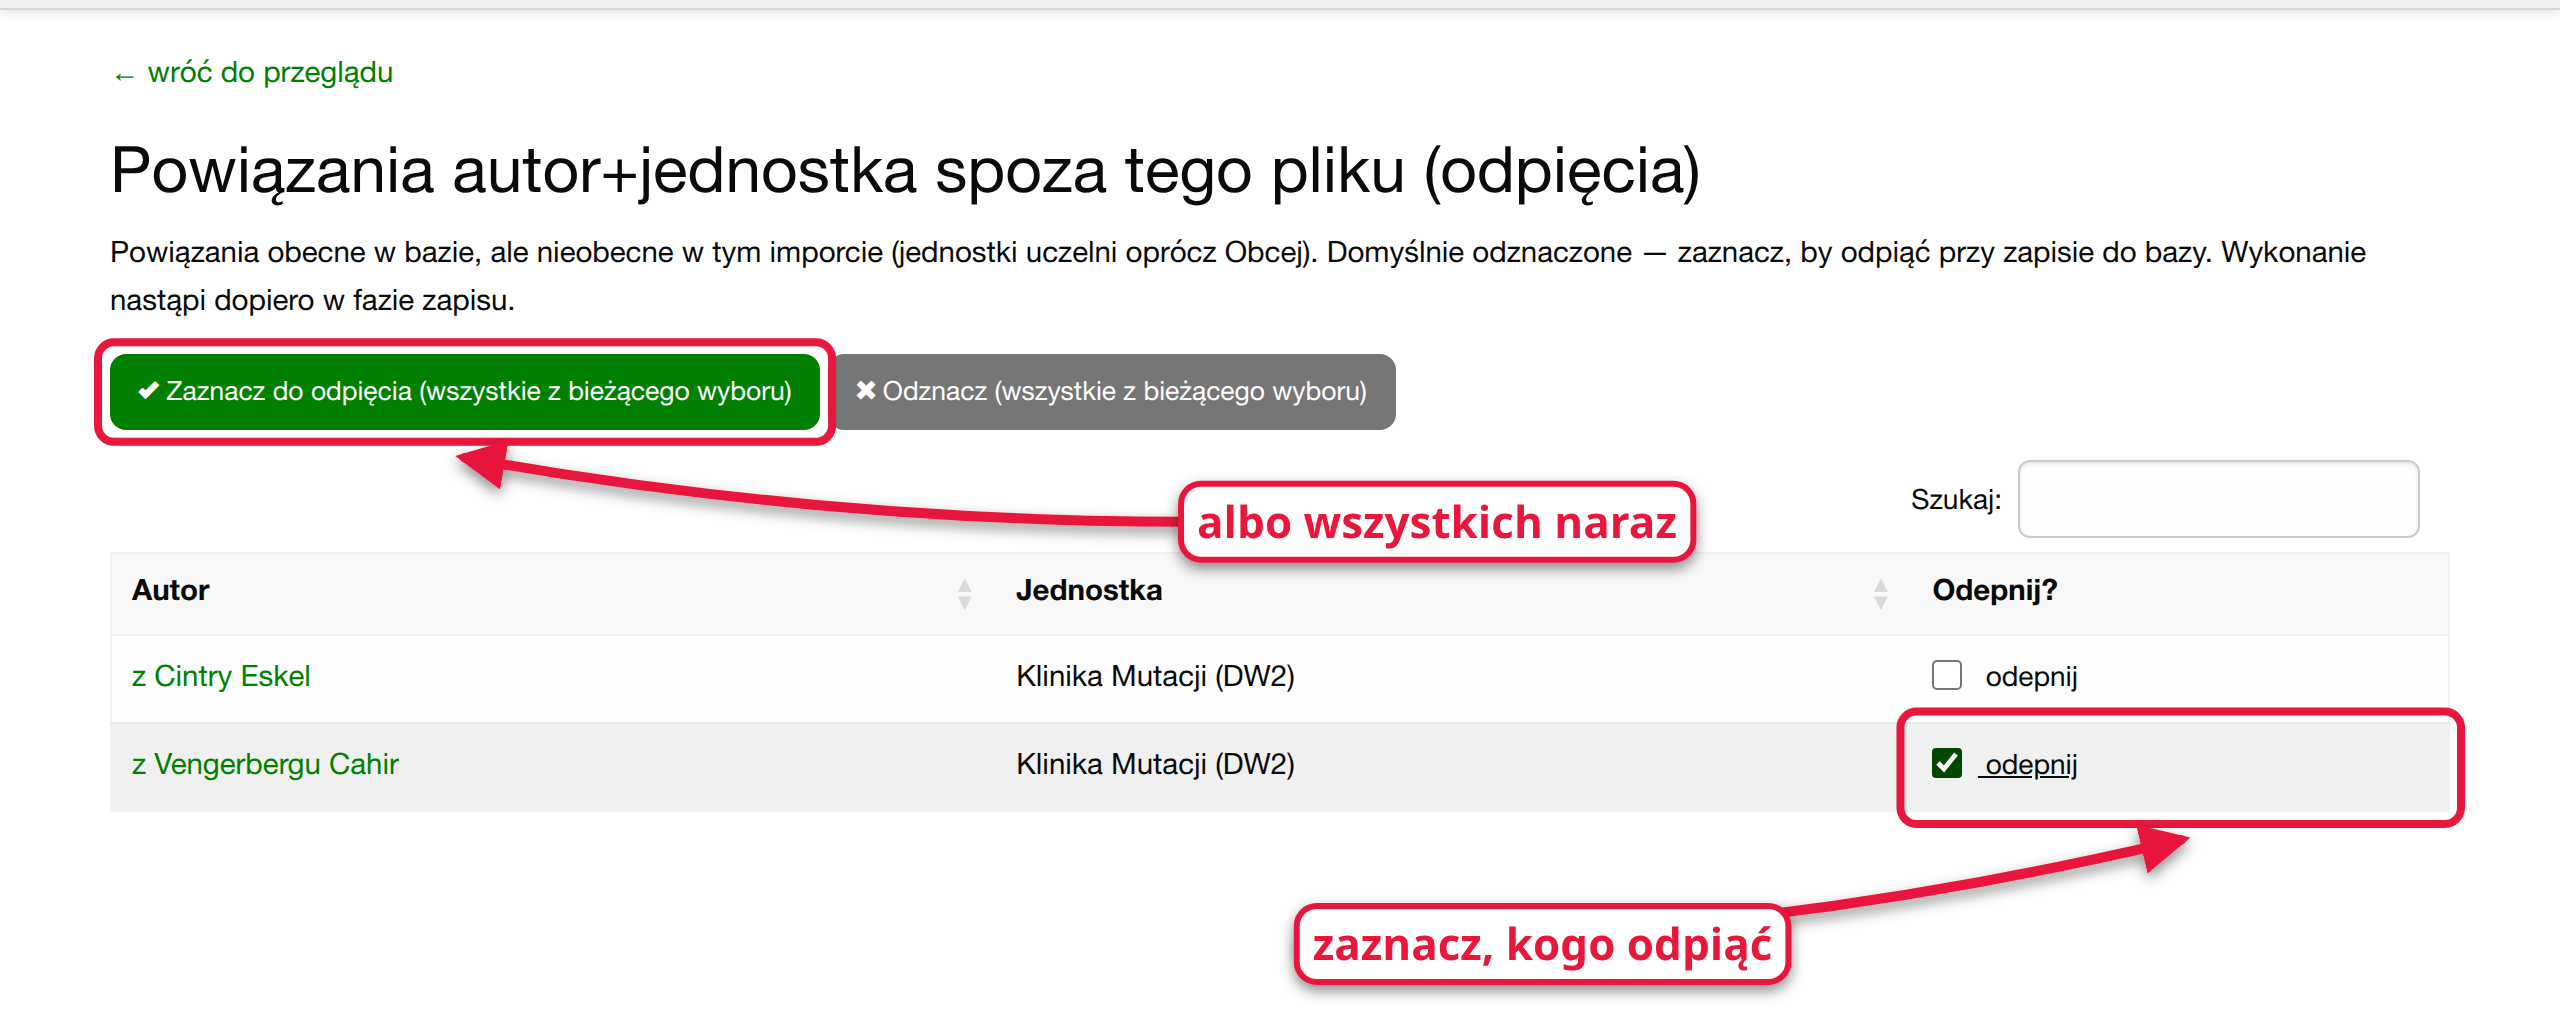 ← wróć do przeglądu
Powiązania autor+jednostka spoza tego pliku (odpięcia)
Powiązania obecne w bazie, ale nieobecne w tym imporcie (jednostki uczelni oprócz Obcej). Domyślnie odznaczone — zaznacz, by odpiąć przy zapisie do bazy. Wykonanie
nastąpi dopiero w fazie zapisu.
✔ Zaznacz do odpięcia (wszystkie z bieżącego wyboru) ✖ Odznacz (wszystkie z bieżącego wyboru)
albo wszystkich naraz
Szukaj:
Autor Jednostka Odepnij?
z Cintry Eskel Klinika Mutacji (DW2) odepnij
z Vengerbergu Cahir Klinika Mutacji (DW2) odepnij
zaznacz, kogo odpiąć